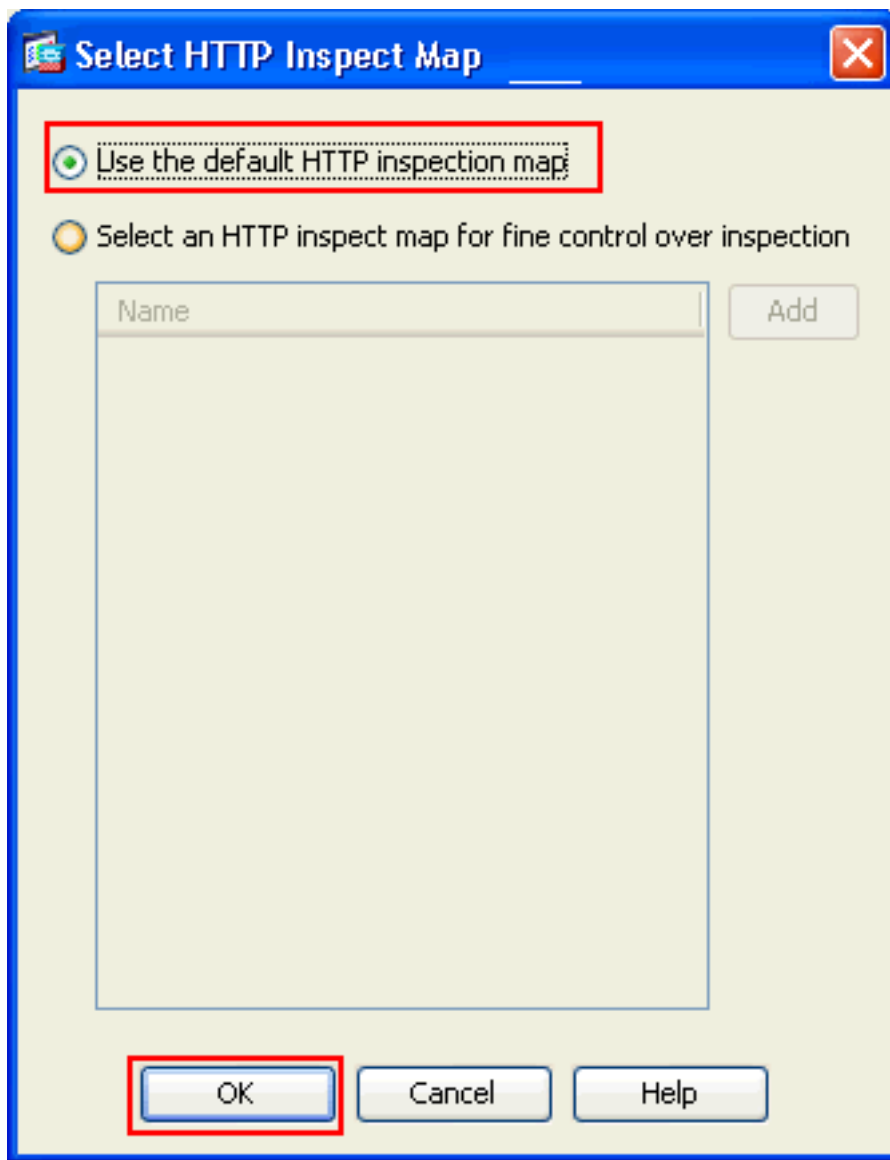 Select HTTP Inspect Map
Use the default HTTP inspection map
Select an HTTP inspect map for fine control over inspection
Name
Add
OK
Cancel
Help